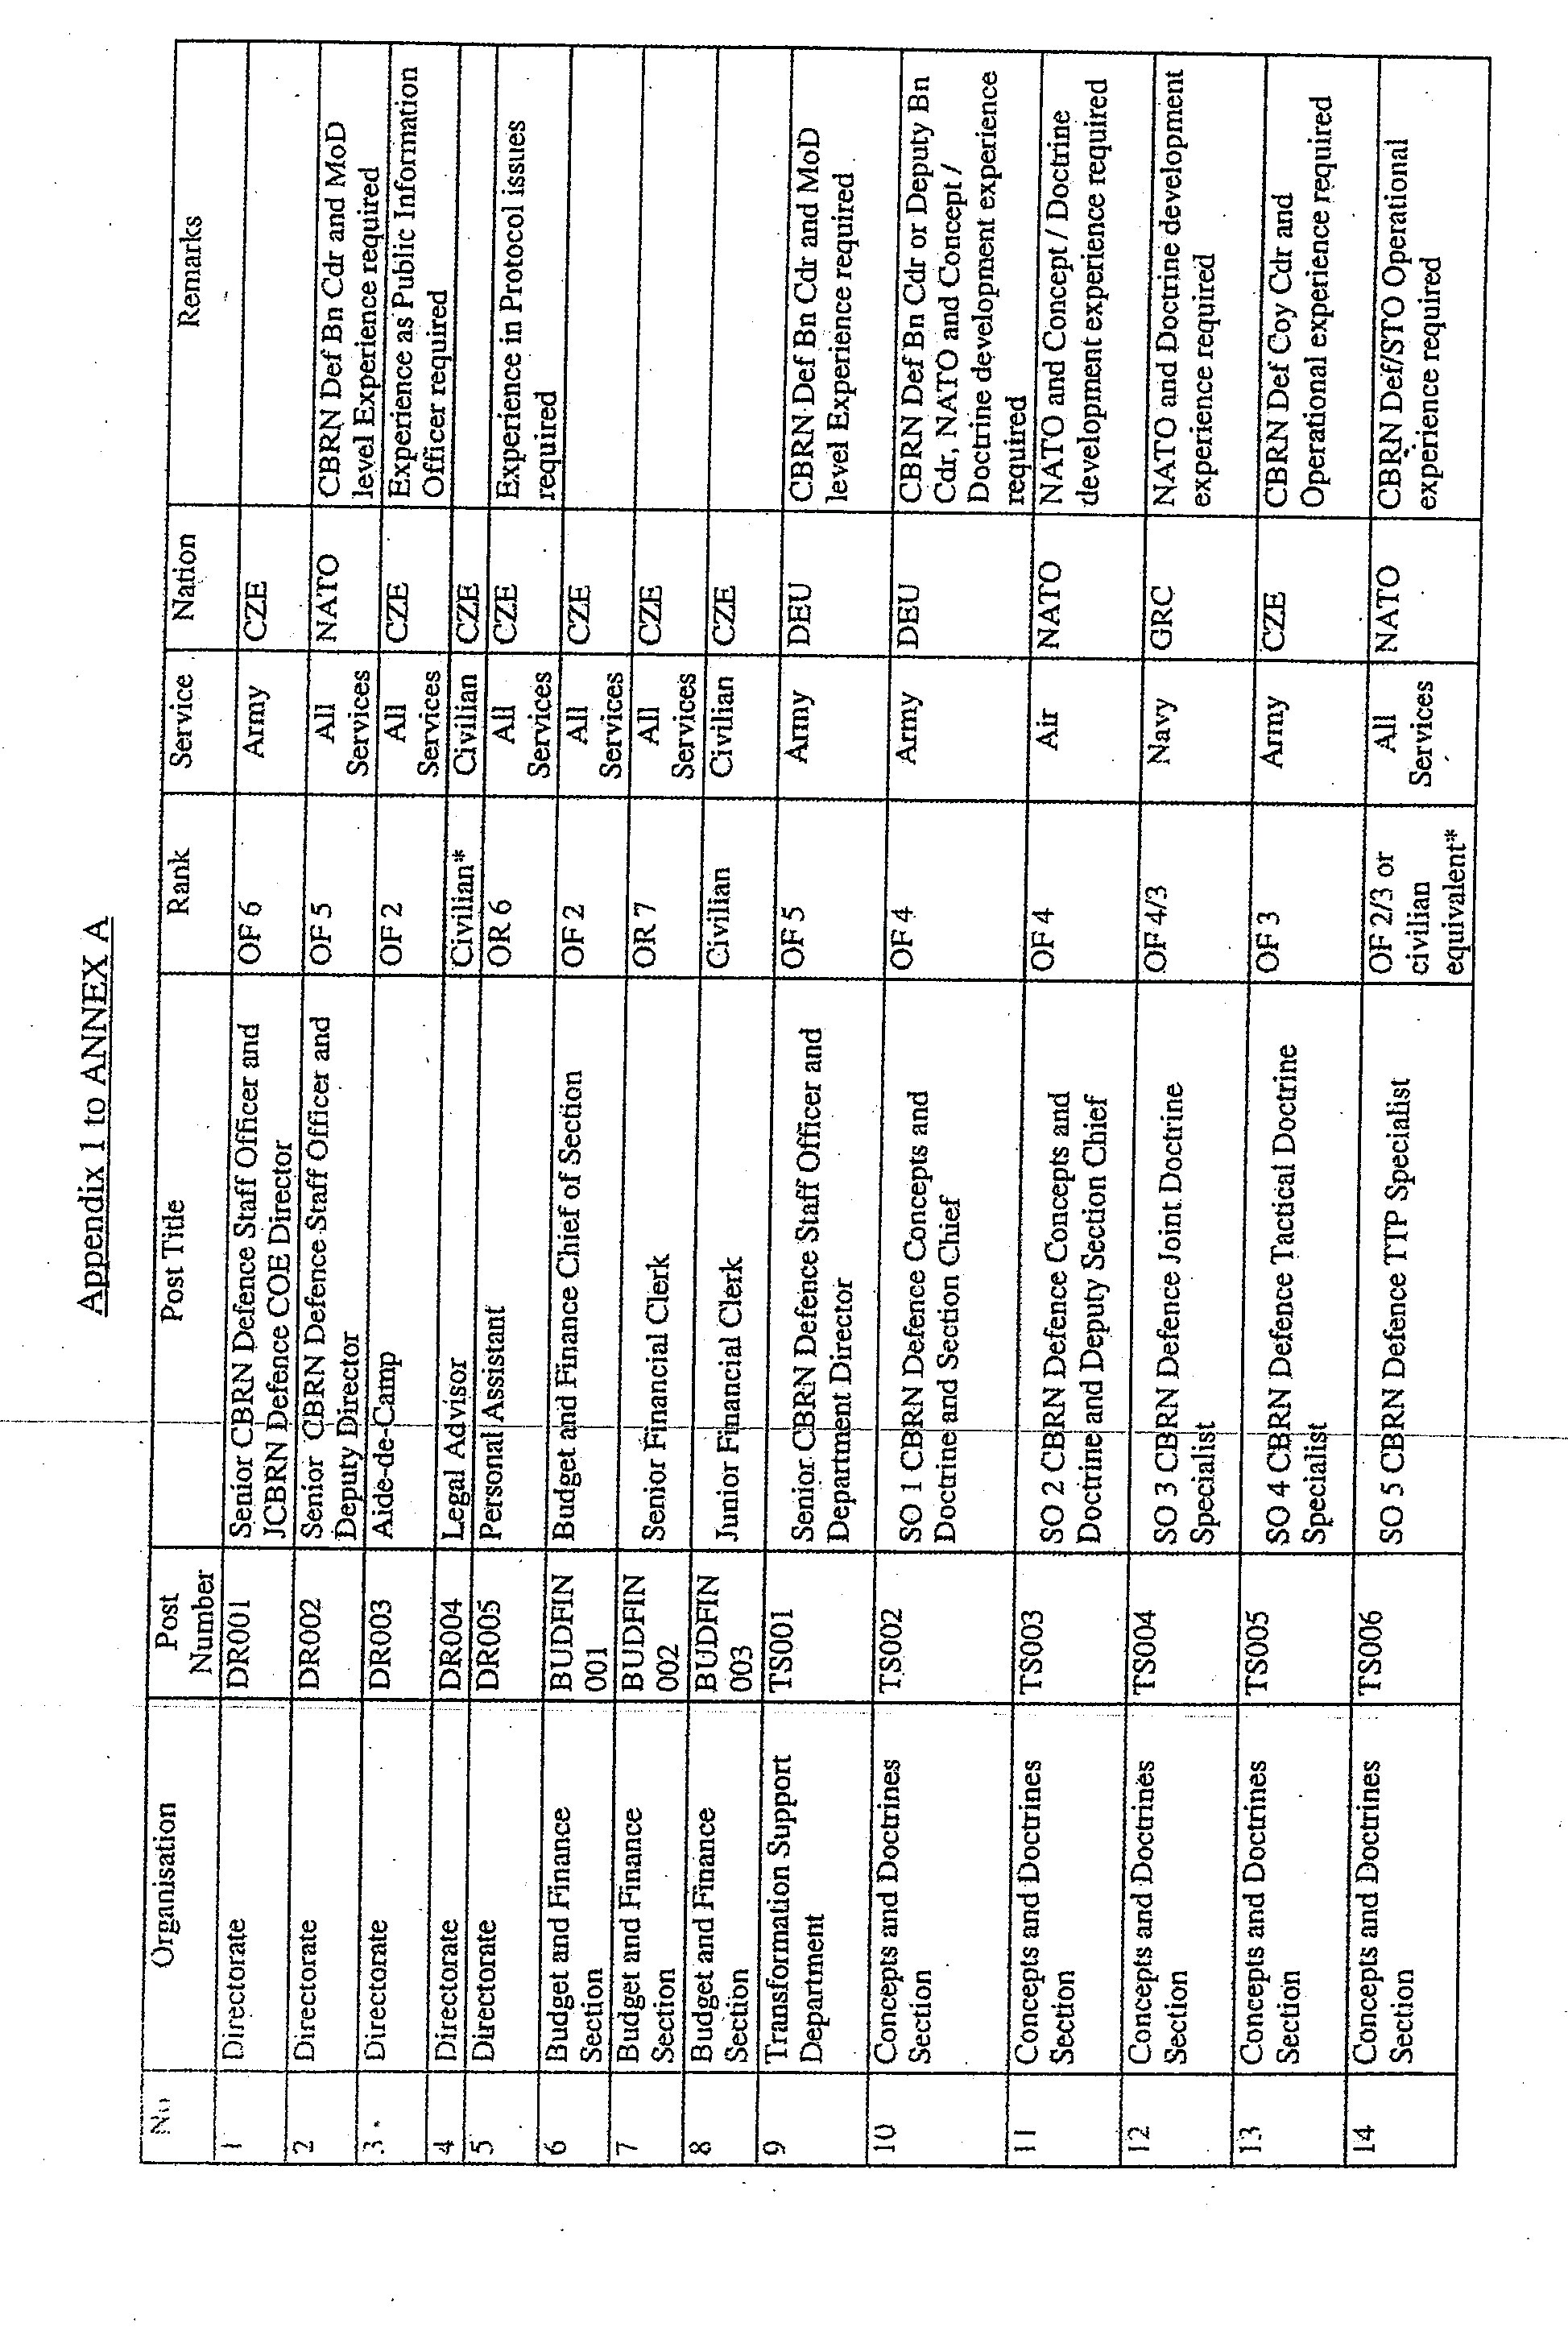 Appendix 1 to ANNEX A
No Organisation Post Number Post Title Rank Service Nation Remarks
1 Directorate DR001 Senior CBRN Defence Staff Officer and OF 6 Army CZE
JCBRN Defence COE Director
2 Directorate DR002 Senior CBRN Defence Staff Officer and OF 5 All NATO CBRN Def Bn Cdr and MoD
Deputy Director Services level Experience required
3 Directorate DR003 Aide-de-Camp OF 2 All CZE Experience as Public Information
Services Officer required
4 Directorate DR004 Legal Advisor Civilian* Civilian CZE
5 Directorate DR005 Personal Assistant OR 6 All CZE Experience in Protocol issues
Services required
6 Budget and Finance BUDFIN Budget and Finance Chief of Section OF 2 All CZE
Section 001 Services
7 Budget and Finance BUDFIN Senior Financial Clerk OR 7 All CZE
Section 002 Services
8 Budget and Finance BUDFIN Junior Financial Clerk Civilian Civilian CZE
Section 003
9 Transformation Support TS001 Senior CBRN Defence Staff Officer and OF 5 Army DEU CBRN Def Bn Cdr and MoD
Department Department Director level Experience required
10 Concepts and Doctrines TS002 SO 1 CBRN Defence Concepts and OF 4 Army DEU CBRN Def Bn Cdr or Deputy Bn
Section Doctrine and Section Chief Cdr, NATO and Concept /
Doctrine development experience
required
11 Concepts and Doctrines TS003 SO 2 CBRN Defence Concepts and OF 4 Air NATO NATO and Concept / Doctrine
Section Doctrine and Deputy Section Chief development experience required
12 Concepts and Doctrines TS004 SO 3 CBRN Defence Joint Doctrine OF 4/3 Navy GRC NATO and Doctrine development
Section Specialist experience required
13 Concepts and Doctrines TS005 SO 4 CBRN Defence Tactical Doctrine OF 3 Army CZE CBRN Def Coy Cdr and
Section Specialist Operational experience required
14 Concepts and Doctrines TS006 SO 5 CBRN Defence TTP Specialist OF 2/3 or All NATO CBRN Def/STO Operational
Section civilian Services experience required
equivalent*